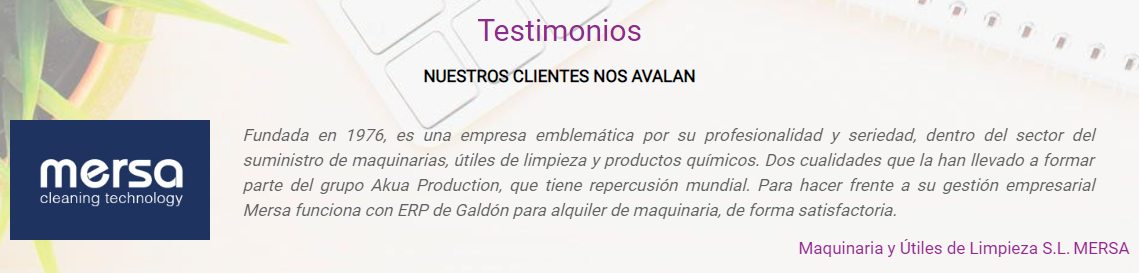 Testimonios
NUESTROS CLIENTES NOS AVALAN
mersa
cleaning technology
Fundada en 1976, es una empresa emblemática por su profesionalidad y seriedad, dentro del sector del
suministro de maquinarias, útiles de limpieza y productos químicos. Dos cualidades que la han llevado a formar
parte del grupo Akua Production, que tiene repercusión mundial. Para hacer frente a su gestión empresarial
Mersa funciona con ERP de Galdón para alquiler de maquinaria, de forma satisfactoria.
Maquinaria y Útiles de Limpieza S.L. MERSA